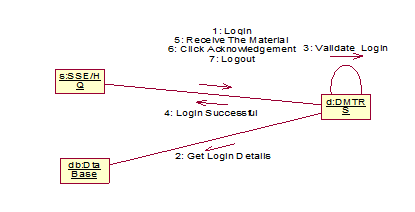 1: Login
5: Receive The Material
6: Click Acknowledgement
7: Logout
3: Validate Login
s:SSE/H
Q
d:DMTR
S
4: Login Successful
2: Get Login Details
db:Dta
Base